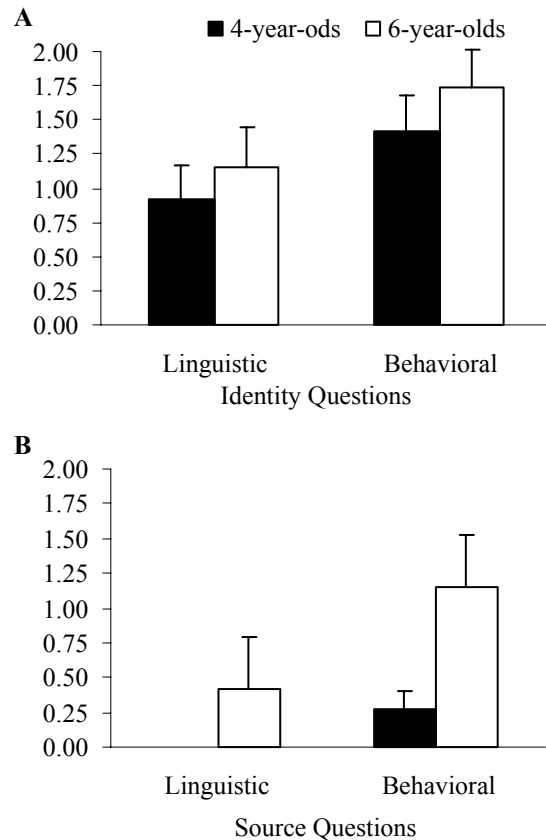 A
4-year-ods 6-year-olds
2.00
1.75
1.50
1.25
1.00
0.75
0.50
0.25
0.00
Linguistic Behavioral
Identity Questions
B
2.00
1.75
1.50
1.25
1.00
0.75
0.50
0.25
0.00
Linguistic Behavioral
Source Questions